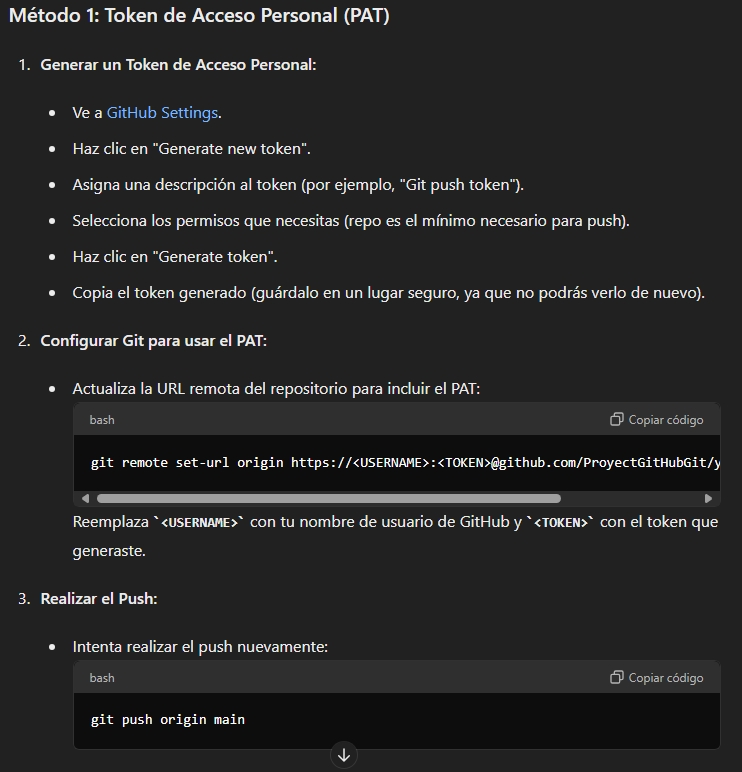 Método 1: Token de Acceso Personal (PAT)
1. Generar un Token de Acceso Personal:
• Ve a GitHub Settings.
• Haz clic en "Generate new token".
• Asigna una descripción al token (por ejemplo, "Git push token").
• Selecciona los permisos que necesitas (repo es el mínimo necesario para push).
• Haz clic en "Generate token".
• Copia el token generado (guárdalo en un lugar seguro, ya que no podrás verlo de nuevo).
2. Configurar Git para usar el PAT:
• Actualiza la URL remota del repositorio para incluir el PAT:
bash Copiar código
git remote set-url origin https://<USERNAME>:<TOKEN>@github.com/ProyectGitHubGit/y
Reemplaza `<USERNAME>` con tu nombre de usuario de GitHub y `<TOKEN>` con el token que
generaste.
3. Realizar el Push:
• Intenta realizar el push nuevamente:
bash Copiar código
git push origin main